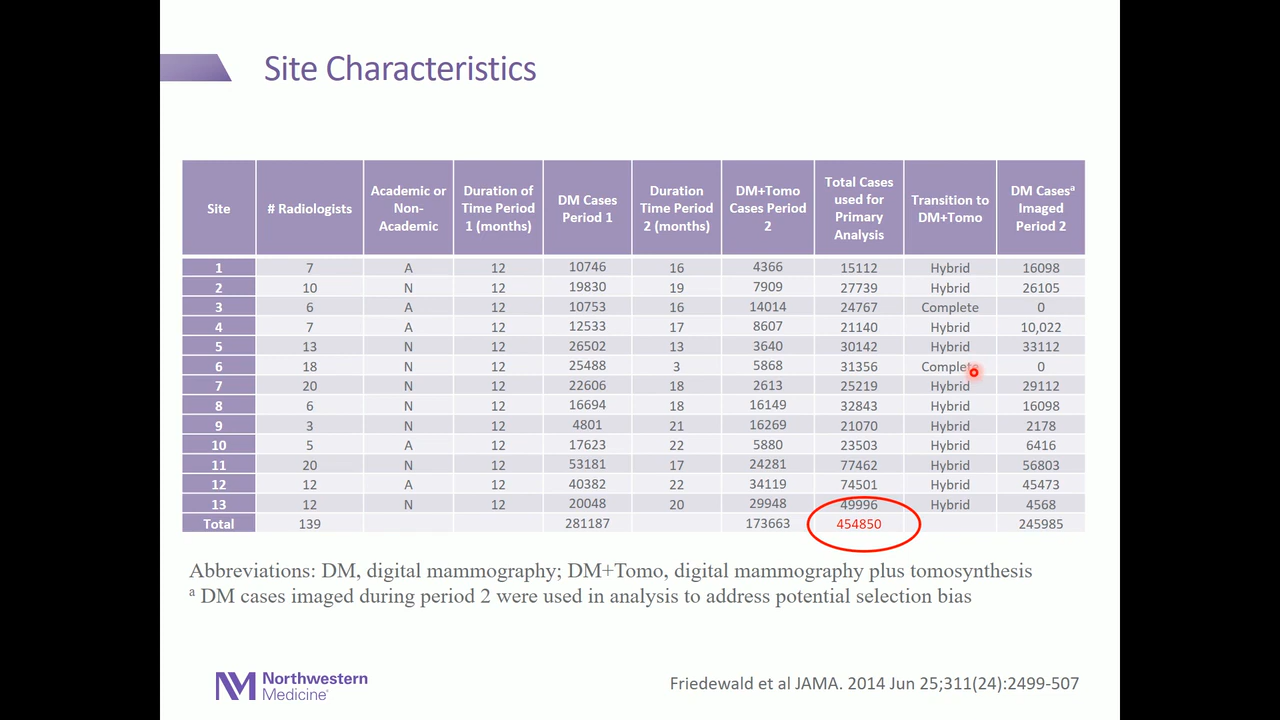 Site Characteristics
Site # Radiologists Academic or Non-Academic Duration of Time Period 1 (months) DM Cases Period 1 Duration Time Period 2 (months) DM+Tomo Cases Period 2 Total Cases used for Primary Analysis Transition to DM+Tomo DM Casesª Imaged Period 2
1 7 A 12 10746 16 4366 15112 Hybrid 16098
2 10 N 12 19830 19 7909 27739 Hybrid 26105
3 6 A 12 10753 16 14014 24767 Complete 0
4 7 A 12 12533 17 8607 21140 Hybrid 10,022
5 13 N 12 26502 13 3640 30142 Hybrid 33112
6 18 N 12 25488 3 5868 31356 Complete 0
7 20 N 12 22606 18 2613 25219 Hybrid 29112
8 6 N 12 16694 18 16149 32843 Hybrid 16098
9 3 N 12 4801 21 16269 21070 Hybrid 2178
10 5 A 12 17623 22 5880 23503 Hybrid 6416
11 20 N 12 53181 17 24281 77462 Hybrid 56803
12 12 A 12 40382 22 34119 74501 Hybrid 45473
13 12 N 12 20048 20 29948 49996 Hybrid 4568
Total 139 281187 173663 454850 245985
Abbreviations: DM, digital mammography; DM+Tomo, digital mammography plus tomosynthesis
ª DM cases imaged during period 2 were used in analysis to address potential selection bias
Northwestern
Medicine®
Friedewald et al JAMA. 2014 Jun 25;311(24):2499-507